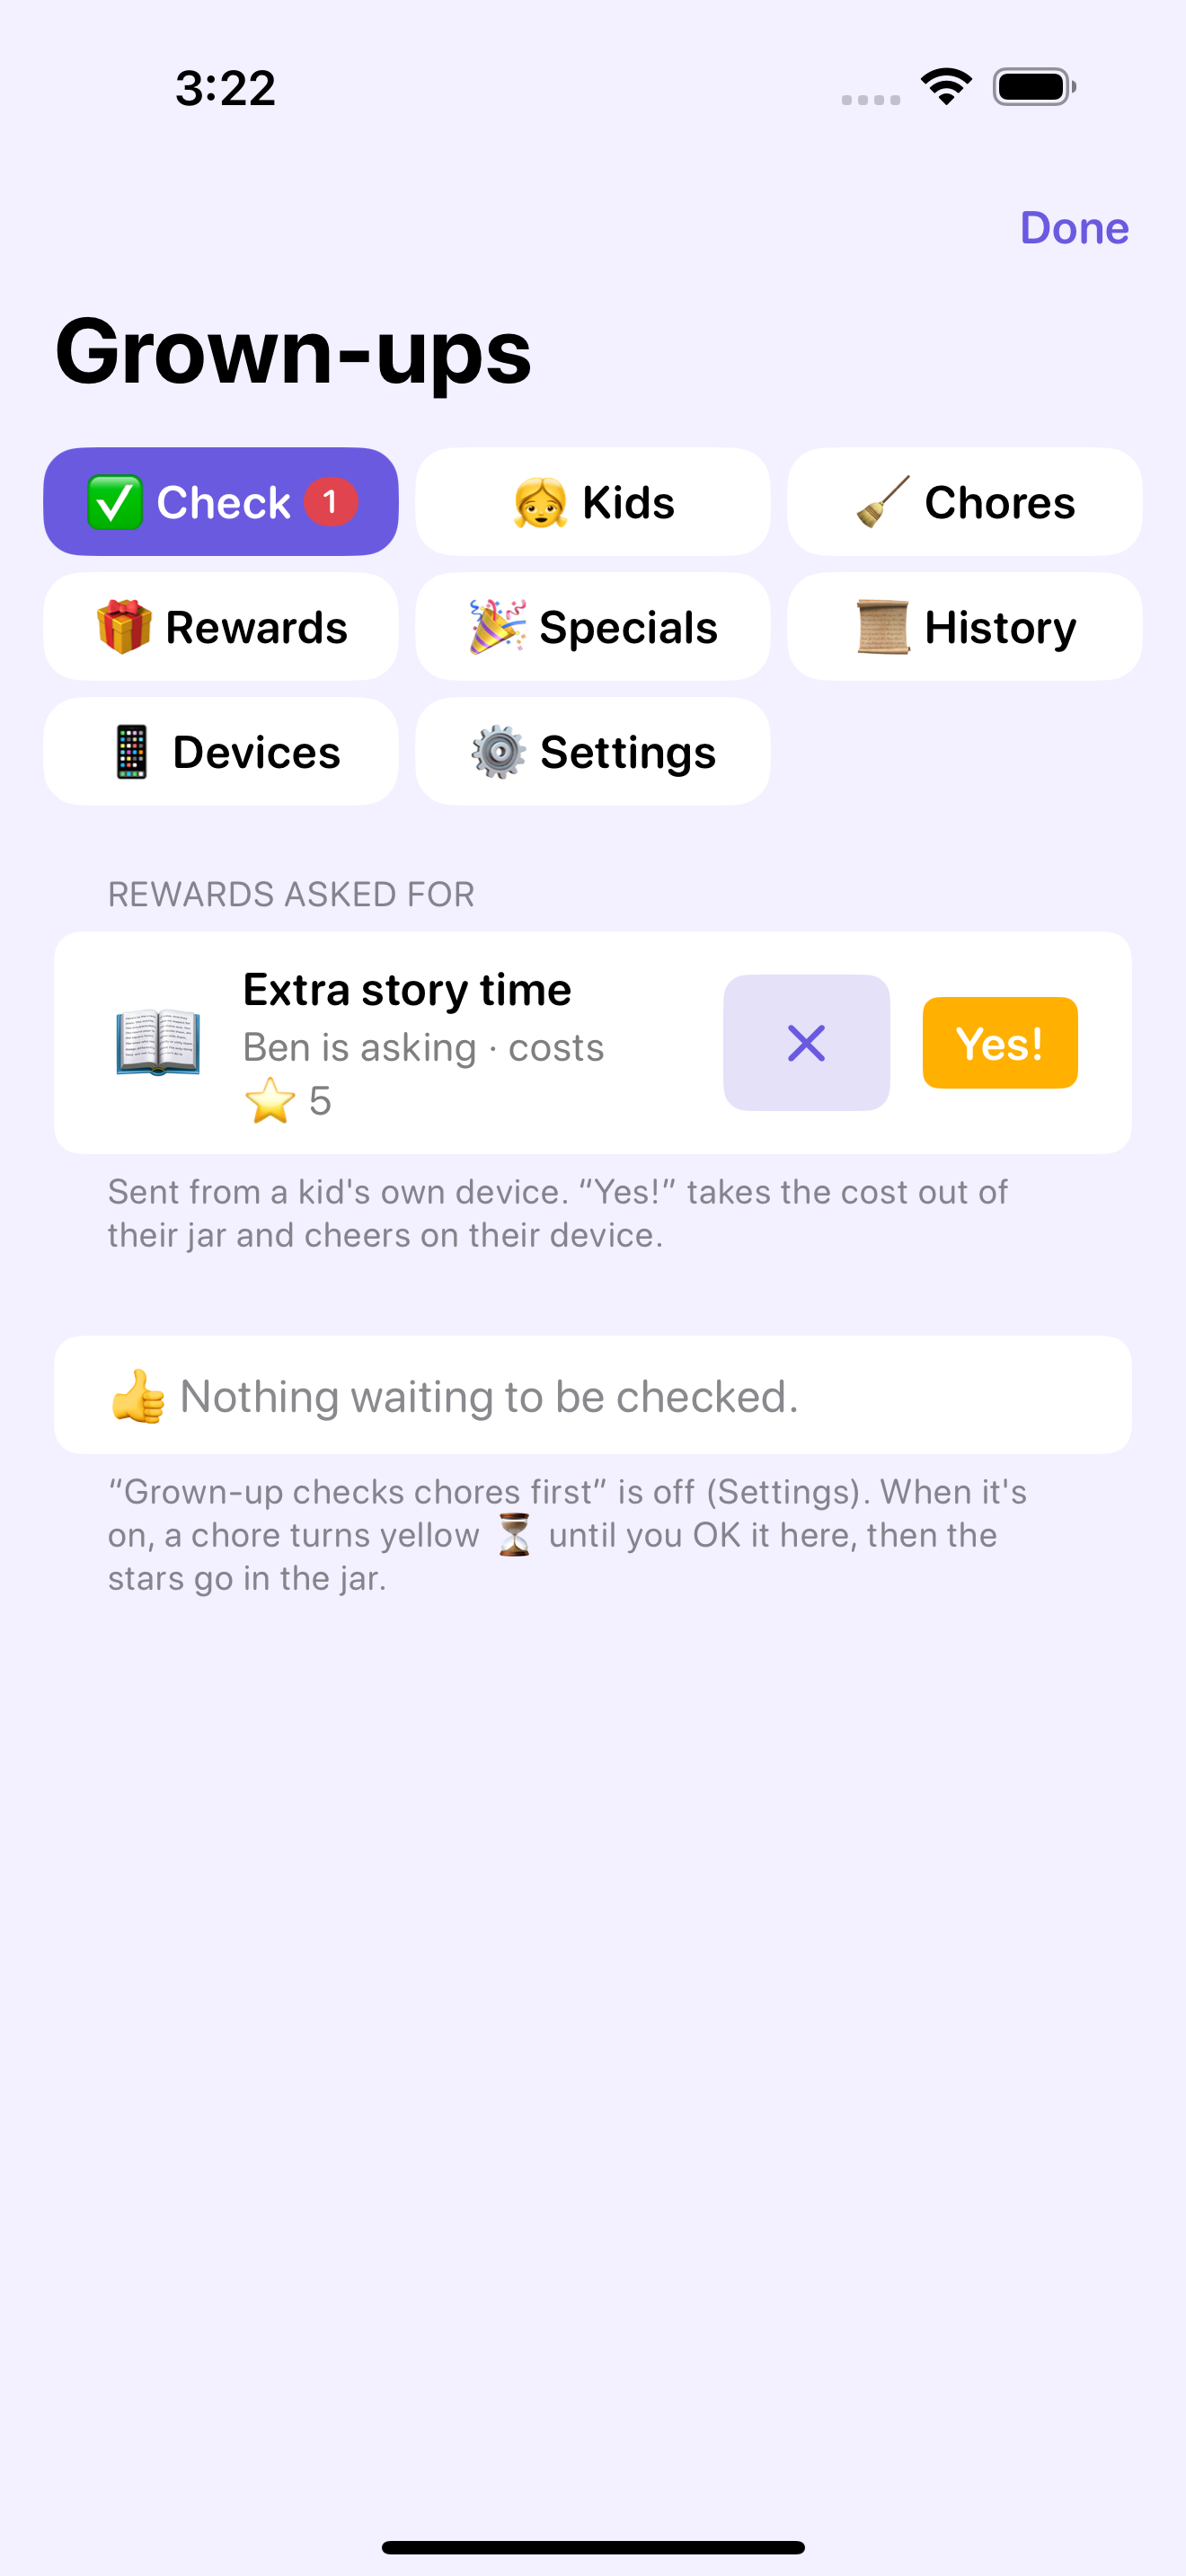 3:22
Done
Grown-ups
✅ Check 1
👧 Kids
🧹 Chores
🎁 Rewards
🎉 Specials
📜 History
📱 Devices
⚙️ Settings
REWARDS ASKED FOR
Extra story time
Ben is asking · costs
⭐ 5
Yes!
Sent from a kid's own device. “Yes!” takes the cost out of
their jar and cheers on their device.
👍 Nothing waiting to be checked.
“Grown-up checks chores first” is off (Settings). When it's
on, a chore turns yellow ⏳ until you OK it here, then the
stars go in the jar.